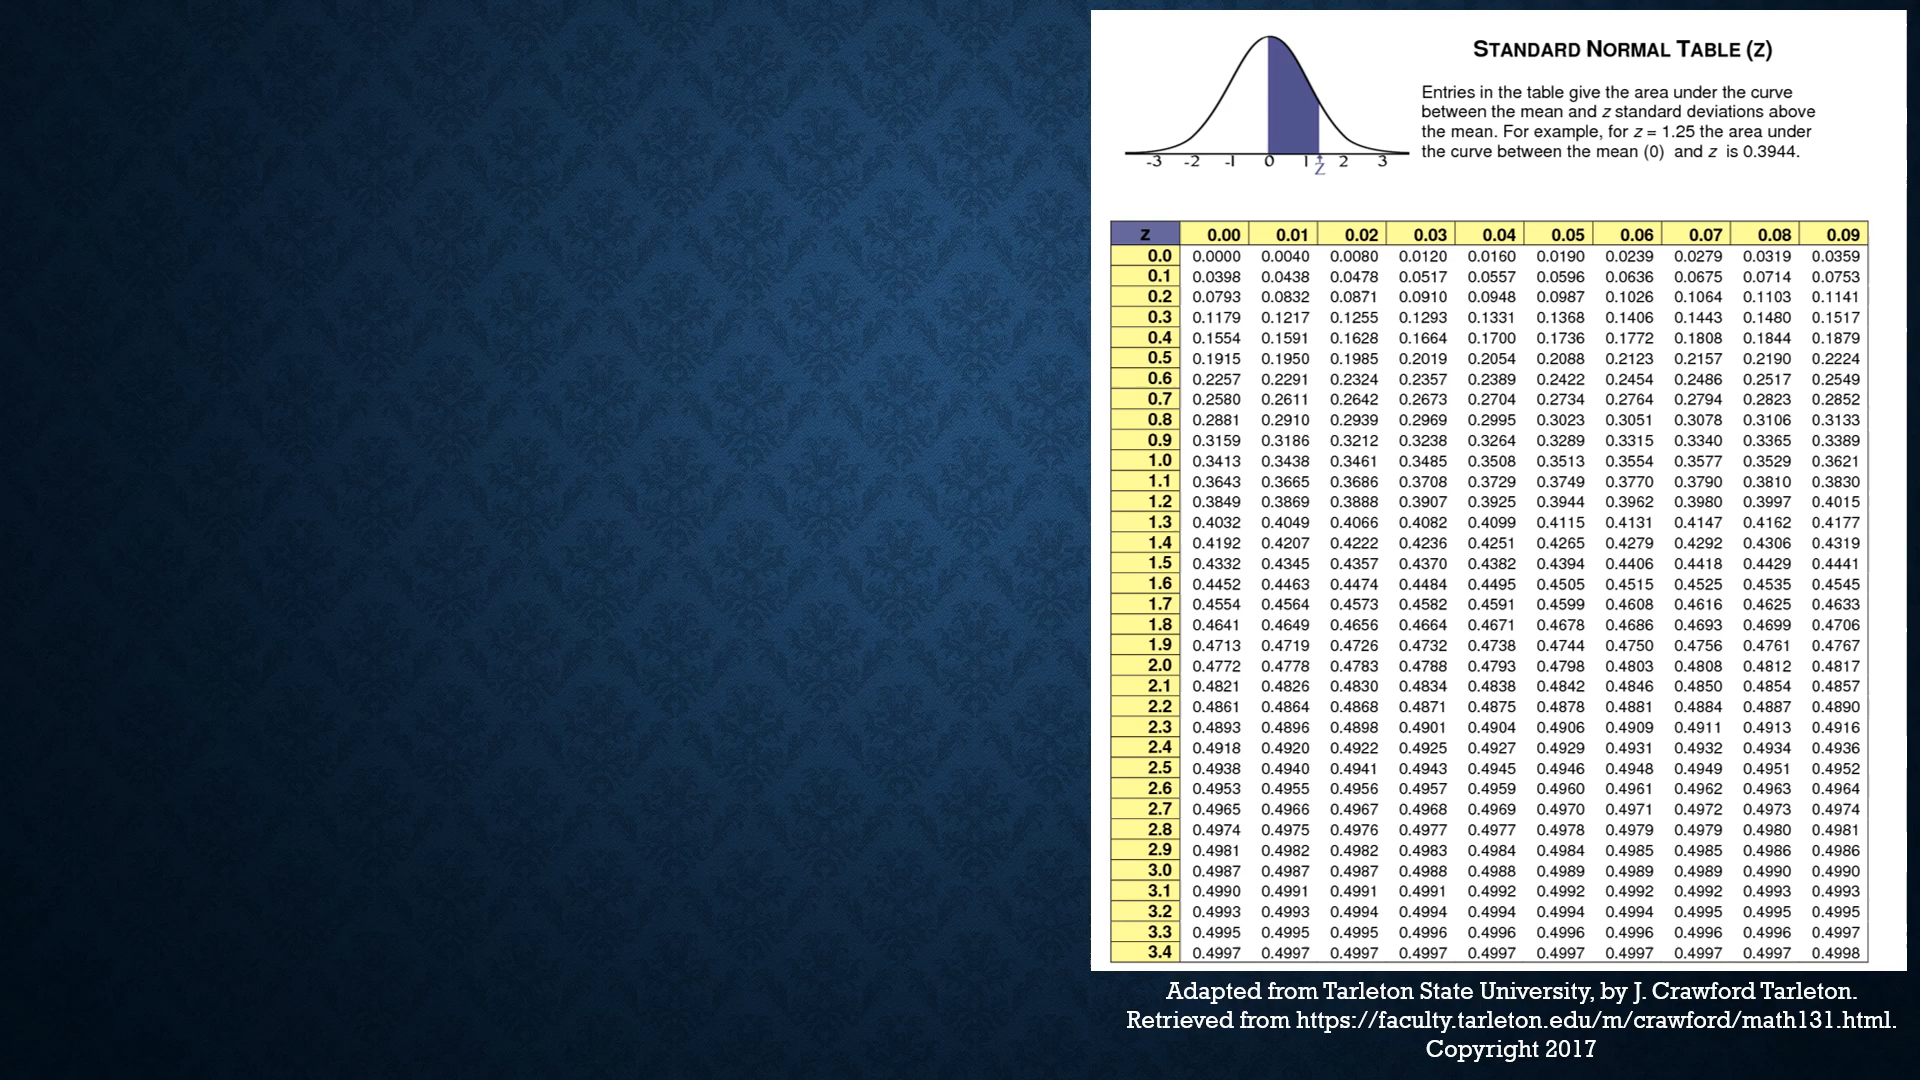 STANDARD NORMAL TABLE (Z)
Entries in the table give the area under the curve
between the mean and z standard deviations above
the mean. For example, for z = 1.25 the area under
the curve between the mean (0) and z is 0.3944.
-3 -2 -1 0 1 2 3
Z
z 0.00 0.01 0.02 0.03 0.04 0.05 0.06 0.07 0.08 0.09
0.0 0.0000 0.0040 0.0080 0.0120 0.0160 0.0190 0.0239 0.0279 0.0319 0.0359
0.1 0.0398 0.0438 0.0478 0.0517 0.0557 0.0596 0.0636 0.0675 0.0714 0.0753
0.2 0.0793 0.0832 0.0871 0.0910 0.0948 0.0987 0.1026 0.1064 0.1103 0.1141
0.3 0.1179 0.1217 0.1255 0.1293 0.1331 0.1368 0.1406 0.1443 0.1480 0.1517
0.4 0.1554 0.1591 0.1628 0.1664 0.1700 0.1736 0.1772 0.1808 0.1844 0.1879
0.5 0.1915 0.1950 0.1985 0.2019 0.2054 0.2088 0.2123 0.2157 0.2190 0.2224
0.6 0.2257 0.2291 0.2324 0.2357 0.2389 0.2422 0.2454 0.2486 0.2517 0.2549
0.7 0.2580 0.2611 0.2642 0.2673 0.2704 0.2734 0.2764 0.2794 0.2823 0.2852
0.8 0.2881 0.2910 0.2939 0.2969 0.2995 0.3023 0.3051 0.3078 0.3106 0.3133
0.9 0.3159 0.3186 0.3212 0.3238 0.3264 0.3289 0.3315 0.3340 0.3365 0.3389
1.0 0.3413 0.3438 0.3461 0.3485 0.3508 0.3513 0.3554 0.3577 0.3529 0.3621
1.1 0.3643 0.3665 0.3686 0.3708 0.3729 0.3749 0.3770 0.3790 0.3810 0.3830
1.2 0.3849 0.3869 0.3888 0.3907 0.3925 0.3944 0.3962 0.3980 0.3997 0.4015
1.3 0.4032 0.4049 0.4066 0.4082 0.4099 0.4115 0.4131 0.4147 0.4162 0.4177
1.4 0.4192 0.4207 0.4222 0.4236 0.4251 0.4265 0.4279 0.4292 0.4306 0.4319
1.5 0.4332 0.4345 0.4357 0.4370 0.4382 0.4394 0.4406 0.4418 0.4429 0.4441
1.6 0.4452 0.4463 0.4474 0.4484 0.4495 0.4505 0.4515 0.4525 0.4535 0.4545
1.7 0.4554 0.4564 0.4573 0.4582 0.4591 0.4599 0.4608 0.4616 0.4625 0.4633
1.8 0.4641 0.4649 0.4656 0.4664 0.4671 0.4678 0.4686 0.4693 0.4699 0.4706
1.9 0.4713 0.4719 0.4726 0.4732 0.4738 0.4744 0.4750 0.4756 0.4761 0.4767
2.0 0.4772 0.4778 0.4783 0.4788 0.4793 0.4798 0.4803 0.4808 0.4812 0.4817
2.1 0.4821 0.4826 0.4830 0.4834 0.4838 0.4842 0.4846 0.4850 0.4854 0.4857
2.2 0.4861 0.4864 0.4868 0.4871 0.4875 0.4878 0.4881 0.4884 0.4887 0.4890
2.3 0.4893 0.4896 0.4898 0.4901 0.4904 0.4906 0.4909 0.4911 0.4913 0.4916
2.4 0.4918 0.4920 0.4922 0.4925 0.4927 0.4929 0.4931 0.4932 0.4934 0.4936
2.5 0.4938 0.4940 0.4941 0.4943 0.4945 0.4946 0.4948 0.4949 0.4951 0.4952
2.6 0.4953 0.4955 0.4956 0.4957 0.4959 0.4960 0.4961 0.4962 0.4963 0.4964
2.7 0.4965 0.4966 0.4967 0.4968 0.4969 0.4970 0.4971 0.4972 0.4973 0.4974
2.8 0.4974 0.4975 0.4976 0.4977 0.4977 0.4978 0.4979 0.4979 0.4980 0.4981
2.9 0.4981 0.4982 0.4982 0.4983 0.4984 0.4984 0.4985 0.4985 0.4986 0.4986
3.0 0.4987 0.4987 0.4987 0.4988 0.4988 0.4989 0.4989 0.4989 0.4990 0.4990
3.1 0.4990 0.4991 0.4991 0.4991 0.4992 0.4992 0.4992 0.4992 0.4993 0.4993
3.2 0.4993 0.4993 0.4994 0.4994 0.4994 0.4994 0.4994 0.4995 0.4995 0.4995
3.3 0.4995 0.4995 0.4995 0.4996 0.4996 0.4996 0.4996 0.4996 0.4996 0.4997
3.4 0.4997 0.4997 0.4997 0.4997 0.4997 0.4997 0.4997 0.4997 0.4997 0.4998
Adapted from Tarleton State University, by J. Crawford Tarleton.
Retrieved from https://faculty.tarleton.edu/m/crawford/math131.html.
Copyright 2017